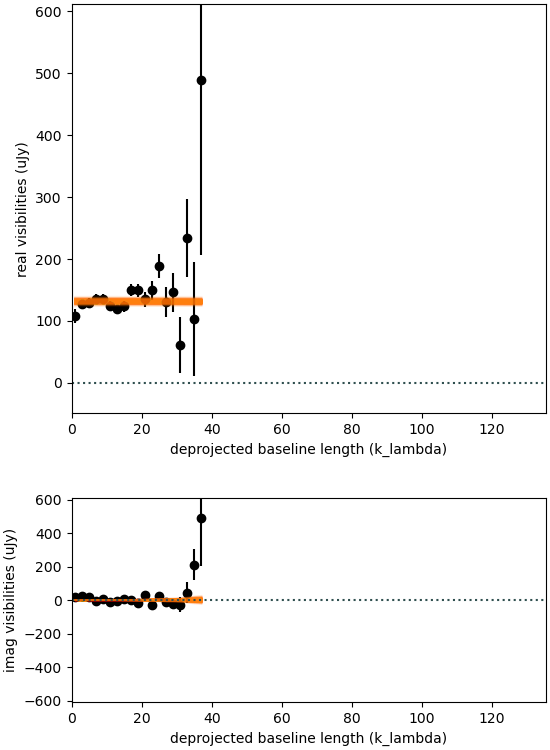 600
500
400
300
200
100
0
real visibilities (uJy)
0 20 40 60 80 100 120
deprojected baseline length (k_lambda)
600
400
200
0
−200
−400
−600
imag visibilities (uJy)
0 20 40 60 80 100 120
deprojected baseline length (k_lambda)